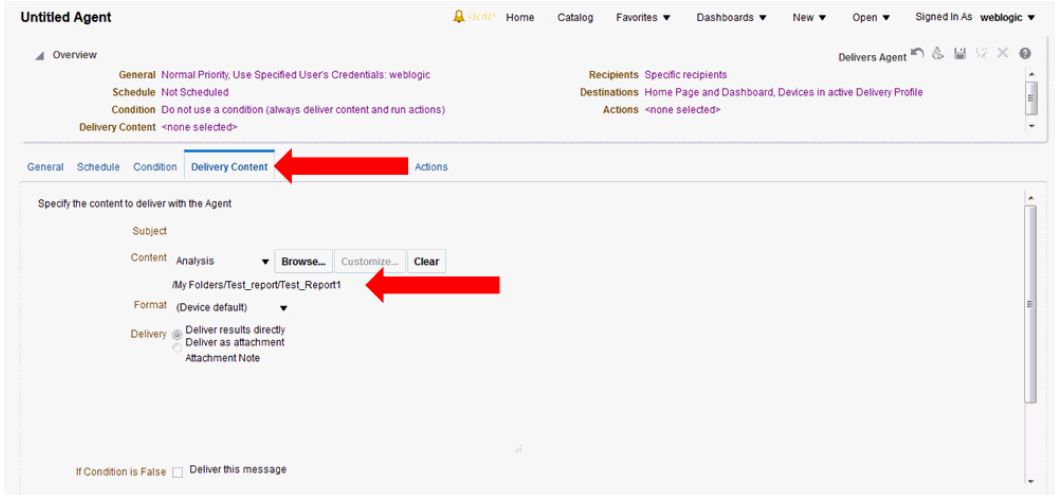 Untitled Agent
Alerts! Home Catalog Favorites Dashboards New Open Signed In As weblogic
Overview
Delivers Agent
General Normal Priority, Use Specified User's Credentials: weblogic
Recipients Specific recipients
Schedule Not Scheduled
Destinations Home Page and Dashboard, Devices in active Delivery Profile
Condition Do not use a condition (always deliver content and run actions)
Actions <none selected>
Delivery Content <none selected>
General Schedule Condition Delivery Content Actions
Specify the content to deliver with the Agent
Subject
Content Analysis Browse... Customize... Clear
/My Folders/Test_report/Test_Report1
Format (Device default)
Delivery Deliver results directly
Deliver as attachment
Attachment Note
If Condition is False Deliver this message